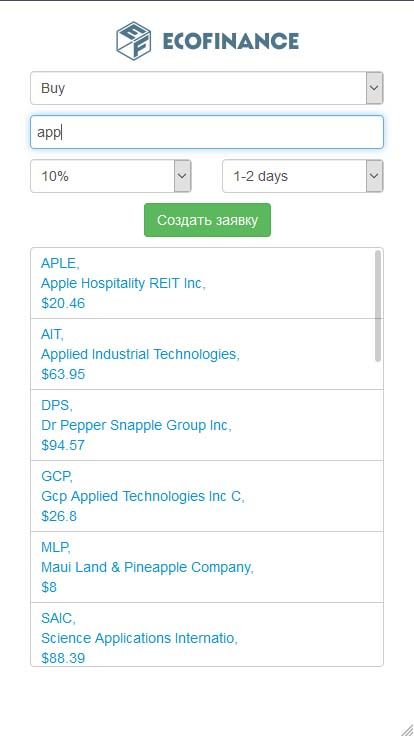 EF ECOFINANCE
Buy
app
10% 1-2 days
Создать заявку
APLE,
Apple Hospitality REIT Inc,
$20.46
AIT,
Applied Industrial Technologies,
$63.95
DPS,
Dr Pepper Snapple Group Inc,
$94.57
GCP,
Gcp Applied Technologies Inc C,
$26.8
MLP,
Maui Land & Pineapple Company,
$8
SAIC,
Science Applications Internatio,
$88.39